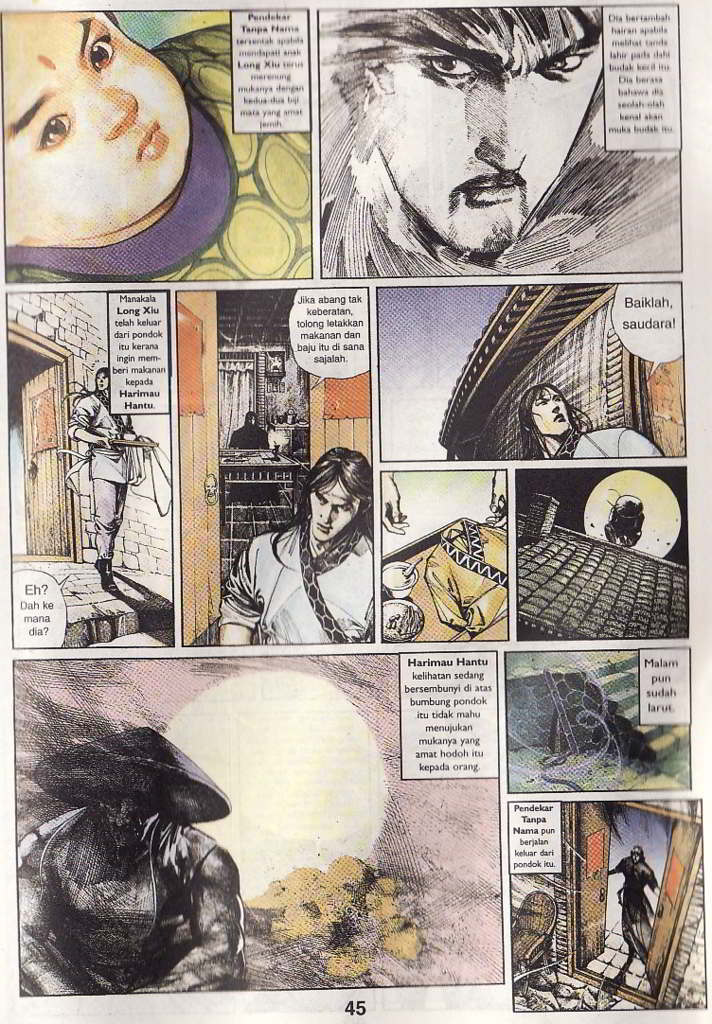 Pendekar
Tanpa Nama
tersentak apabila
mendapati anak
Long Xiu terus
merenung
mukanya dengan
kedua-dua biji
mata yang amat
jernih.
Dia bertambah
hairan apabila
melihat tanda
lahir pada dahi
budak kecil itu.
Dia berasa
bahawa dia
seolah-olah
kenal akan
muka budak itu.
Manakala
Long Xiu
telah keluar
dari pondok
itu kerana
ingin mem-
beri makanan
kepada
Harimau
Hantu.
Eh?
Dah ke
mana
dia?
Jika abang tak
keberatan,
tolong letakkan
makanan dan
baju itu di sana
sajalah.
Baiklah,
saudara!
Harimau Hantu
kelihatan sedang
bersembunyi di atas
bumbung pondok
itu tidak mahu
menujukan
mukanya yang
amat hodoh itu
kepada orang.
Malam
pun
sudah
larut.
Pendekar
Tanpa
Nama pun
berjalan
keluar dari
pondok itu.
45